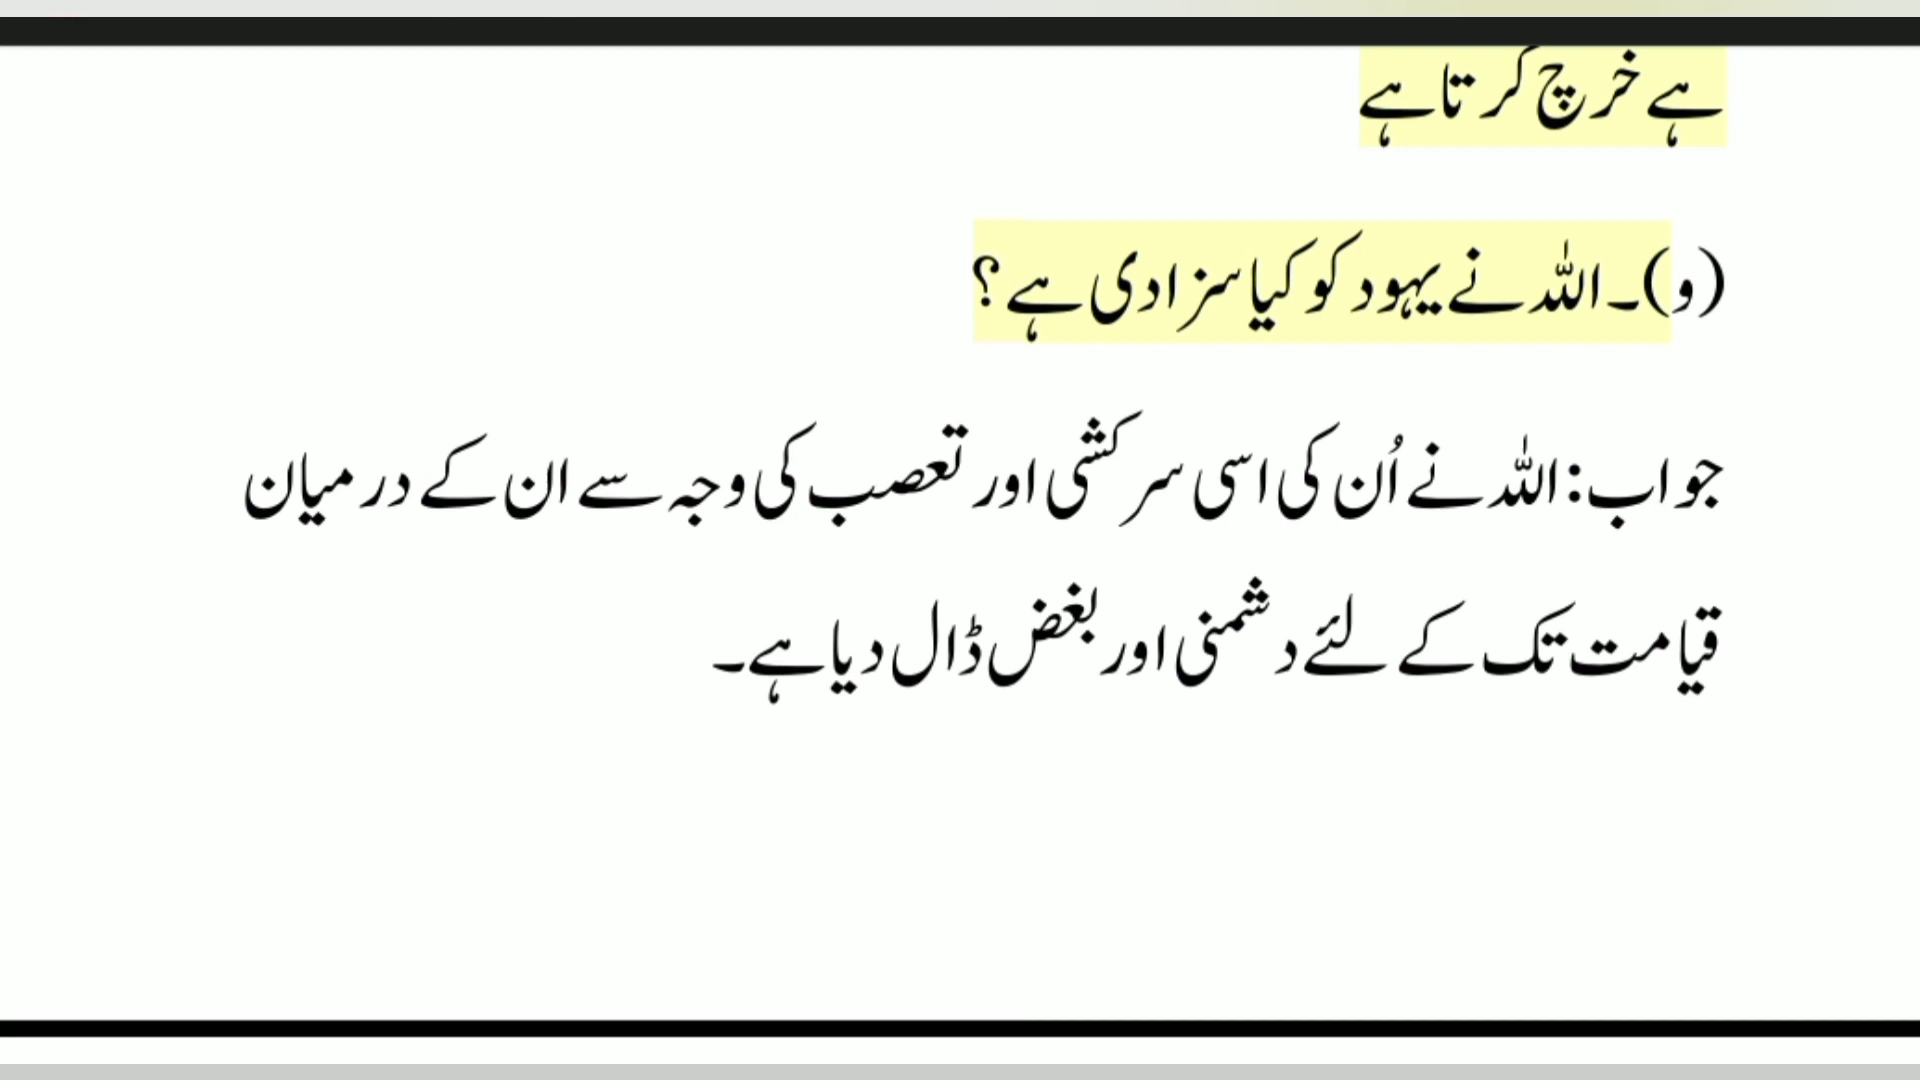 ہے خرچ کرتا ہے
(و)۔ اللہ نے یہود کو کیا سزا دی ہے؟
جواب: اللہ نے اُن کی اسی سرکشی اور تعصب کی وجہ سے ان کے درمیان
قیامت تک کے لئے دشمنی اور بغض ڈال دیا ہے۔